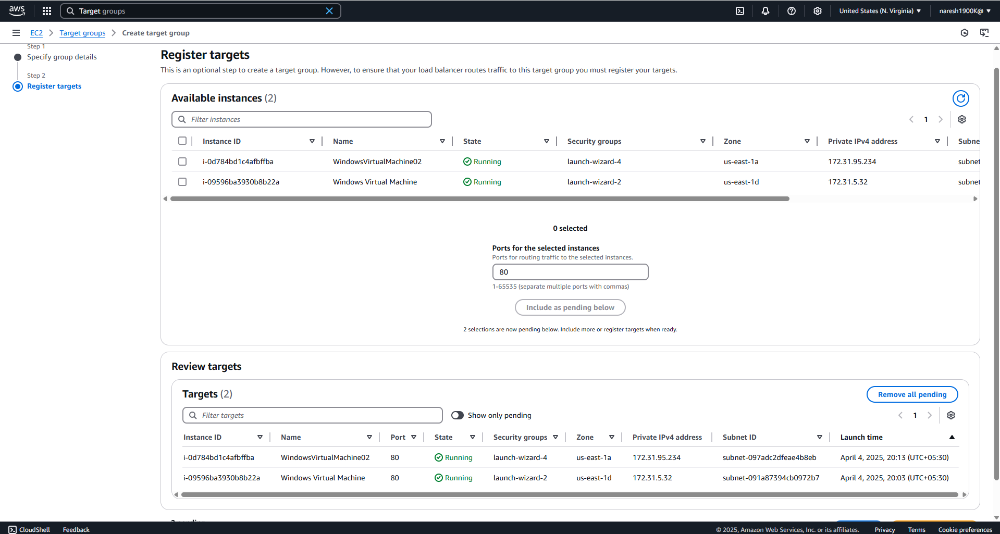 aws
Target groups
United States (N. Virginia)
naresh1900K@
EC2
Target groups
Create target group
Step 1
Specify group details
Step 2
Register targets
Register targets
This is an optional step to create a target group. However, to ensure that your load balancer routes traffic to this target group you must register your targets.
Available instances (2)
Filter instances
1
Instance ID Name State Security groups Zone Private IPv4 address Subne
i-0d784bd1c4afbffba WindowsVirtualMachine02 Running launch-wizard-4 us-east-1a 172.31.95.234 subnet
i-09596ba3930b8b22a Windows Virtual Machine Running launch-wizard-2 us-east-1d 172.31.5.32 subnet
0 selected
Ports for the selected instances
Ports for routing traffic to the selected instances.
80
1-65535 (separate multiple ports with commas)
Include as pending below
2 selections are now pending below. Include more or register targets when ready.
Review targets
Targets (2)
Remove all pending
Filter targets
Show only pending
1
Instance ID Name Port State Security groups Zone Private IPv4 address Subnet ID Launch time
i-0d784bd1c4afbffba WindowsVirtualMachine02 80 Running launch-wizard-4 us-east-1a 172.31.95.234 subnet-097adc2dfeae4b8eb April 4, 2025, 20:13 (UTC+05:30)
i-09596ba3930b8b22a Windows Virtual Machine 80 Running launch-wizard-2 us-east-1d 172.31.5.32 subnet-091a87394cb0972b7 April 4, 2025, 20:03 (UTC+05:30)
CloudShell
Feedback
© 2025, Amazon Web Services, Inc. or its affiliates.
Privacy
Terms
Cookie preferences